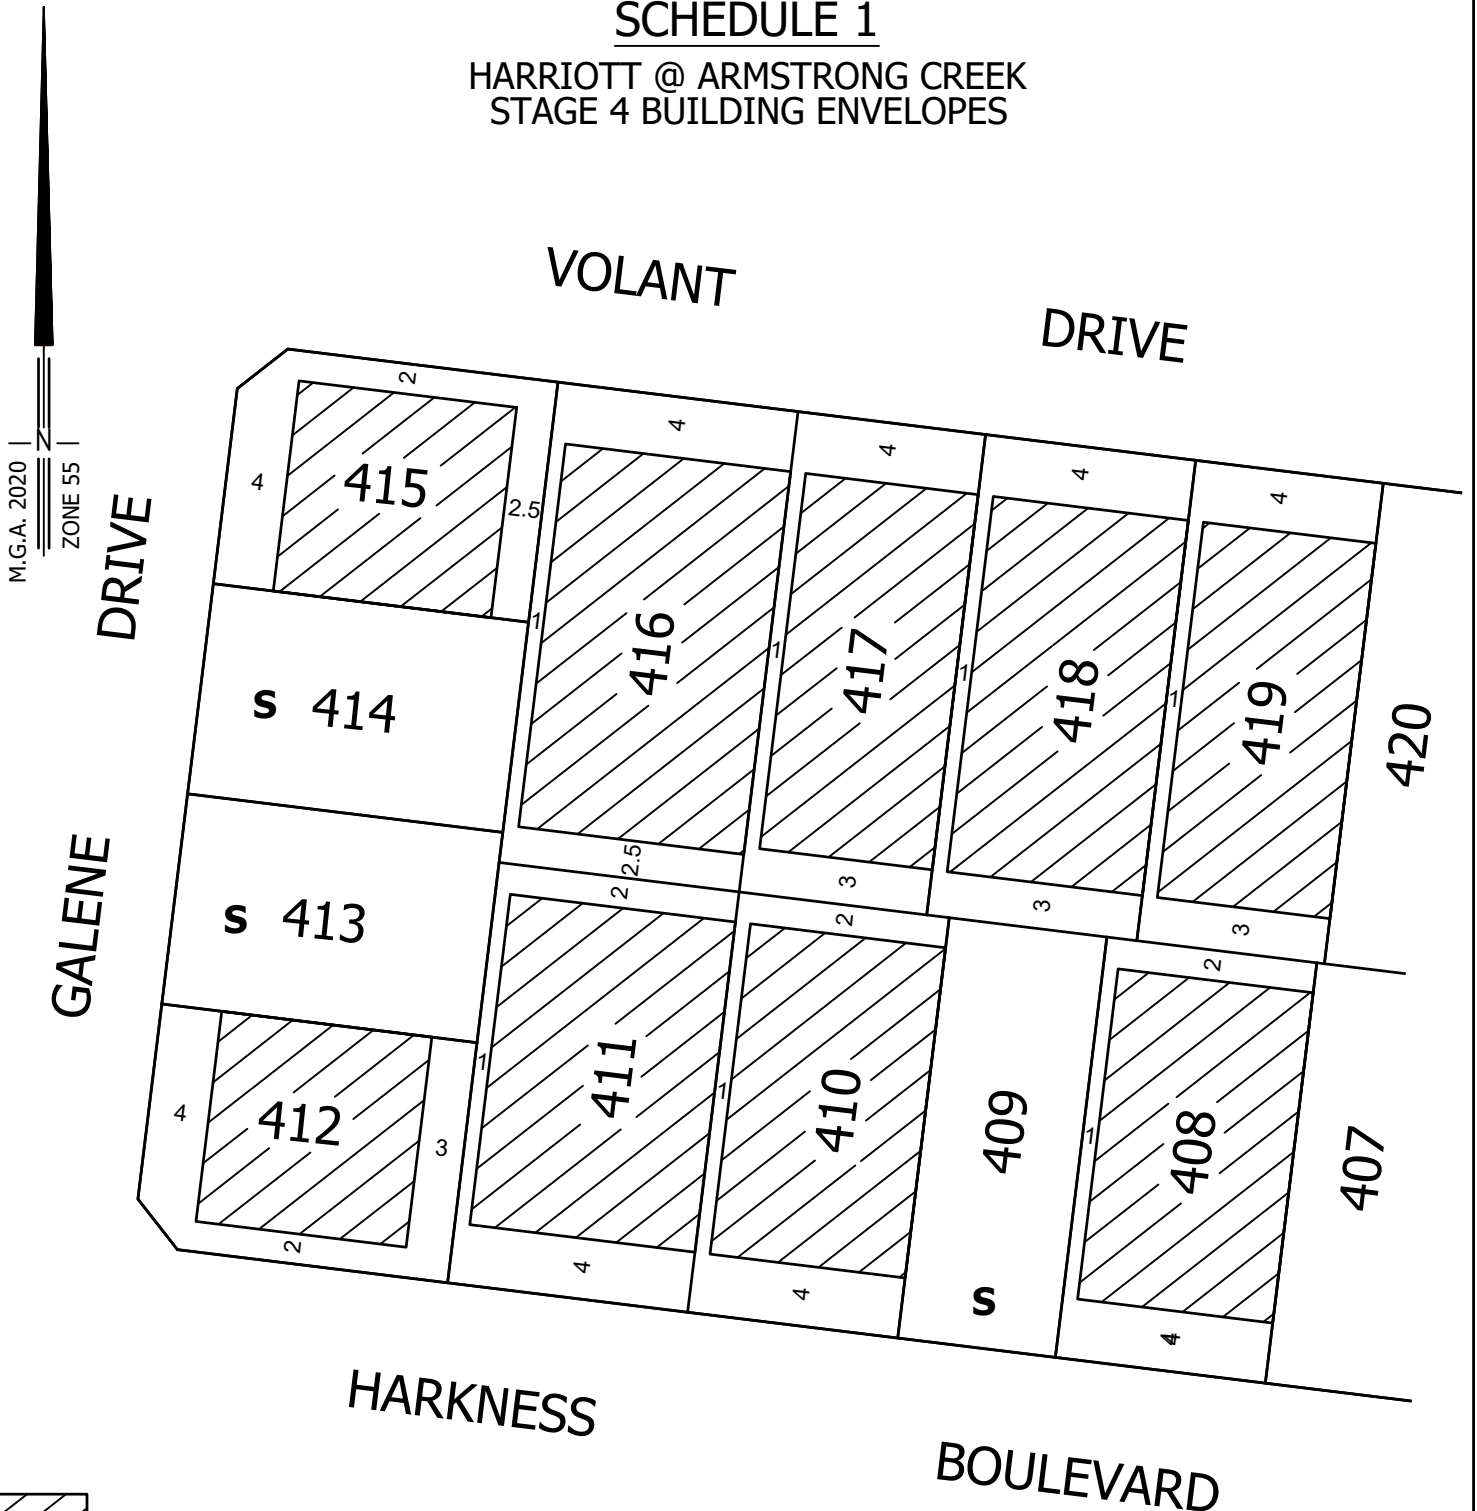 SCHEDULE 1
HARRIOTT @ ARMSTRONG CREEK
STAGE 4 BUILDING ENVELOPES
M.G.A. 2020
N
ZONE 55
VOLANT
DRIVE
DRIVE
GALENE
2
4
415
2.5
4
1
416
2.5
4
1
417
3
4
1
418
3
4
1
419
3
420
S 414
S 413
4
412
3
2
2
1
411
4
2
1
410
4
409
S
2
1
408
4
407
HARKNESS
BOULEVARD